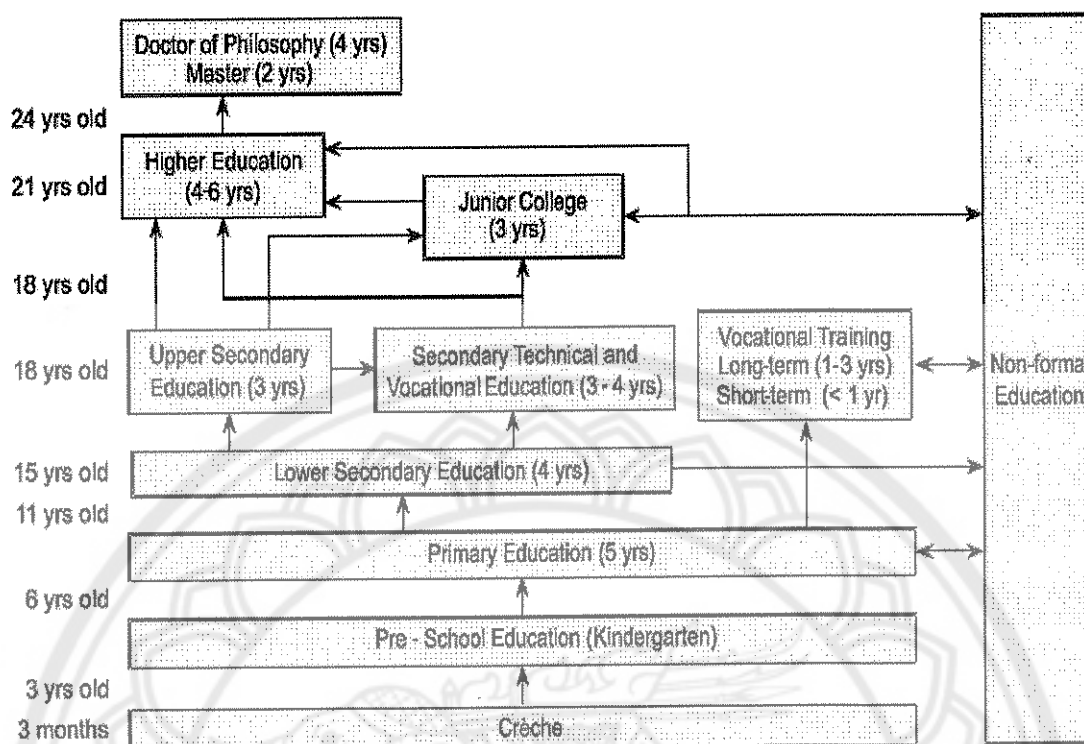 Doctor of Philosophy (4 yrs)
Master (2 yrs)
24 yrs old
Higher Education
(4-6 yrs)
21 yrs old
Junior College
(3 yrs)
18 yrs old
18 yrs old
Upper Secondary
Education (3 yrs)
Secondary Technical and
Vocational Education (3 - 4 yrs)
Vocational Training
Long-term (1-3 yrs)
Short-term (< 1 yr)
Non-forma
Education
15 yrs old
Lower Secondary Education (4 yrs)
11 yrs old
Primary Education (5 yrs)
6 yrs old
Pre - School Education (Kindergarten)
3 yrs old
3 months
Crèche